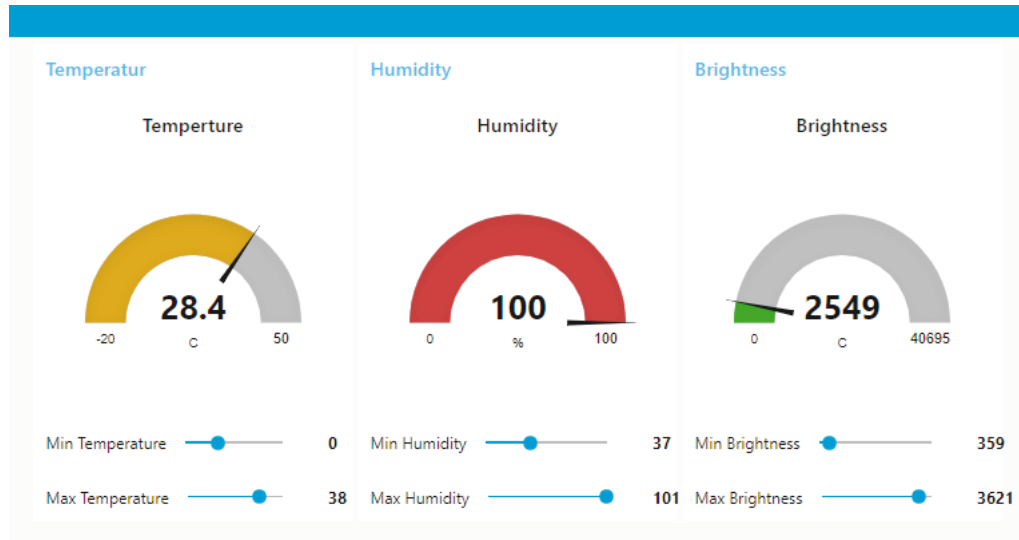 Temperatur
Temperture
28.4
-20
C
50
Min Temperature 0
Max Temperature 38
Humidity
Humidity
100
0
%
100
Min Humidity 37
Max Humidity 101
Brightness
Brightness
2549
0
C
40695
Min Brightness 359
Max Brightness 3621